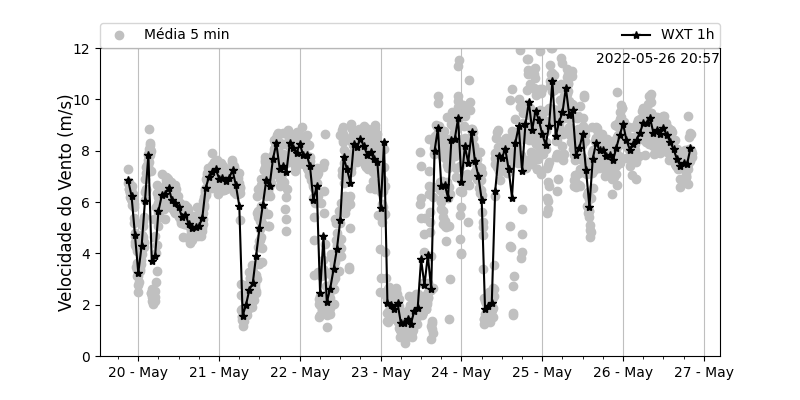 Média 5 min
WXT 1h
2022-05-26 20:57
Velocidade do Vento (m/s)
12
10
8
6
4
2
0
20 - May
21 - May
22 - May
23 - May
24 - May
25 - May
26 - May
27 - May